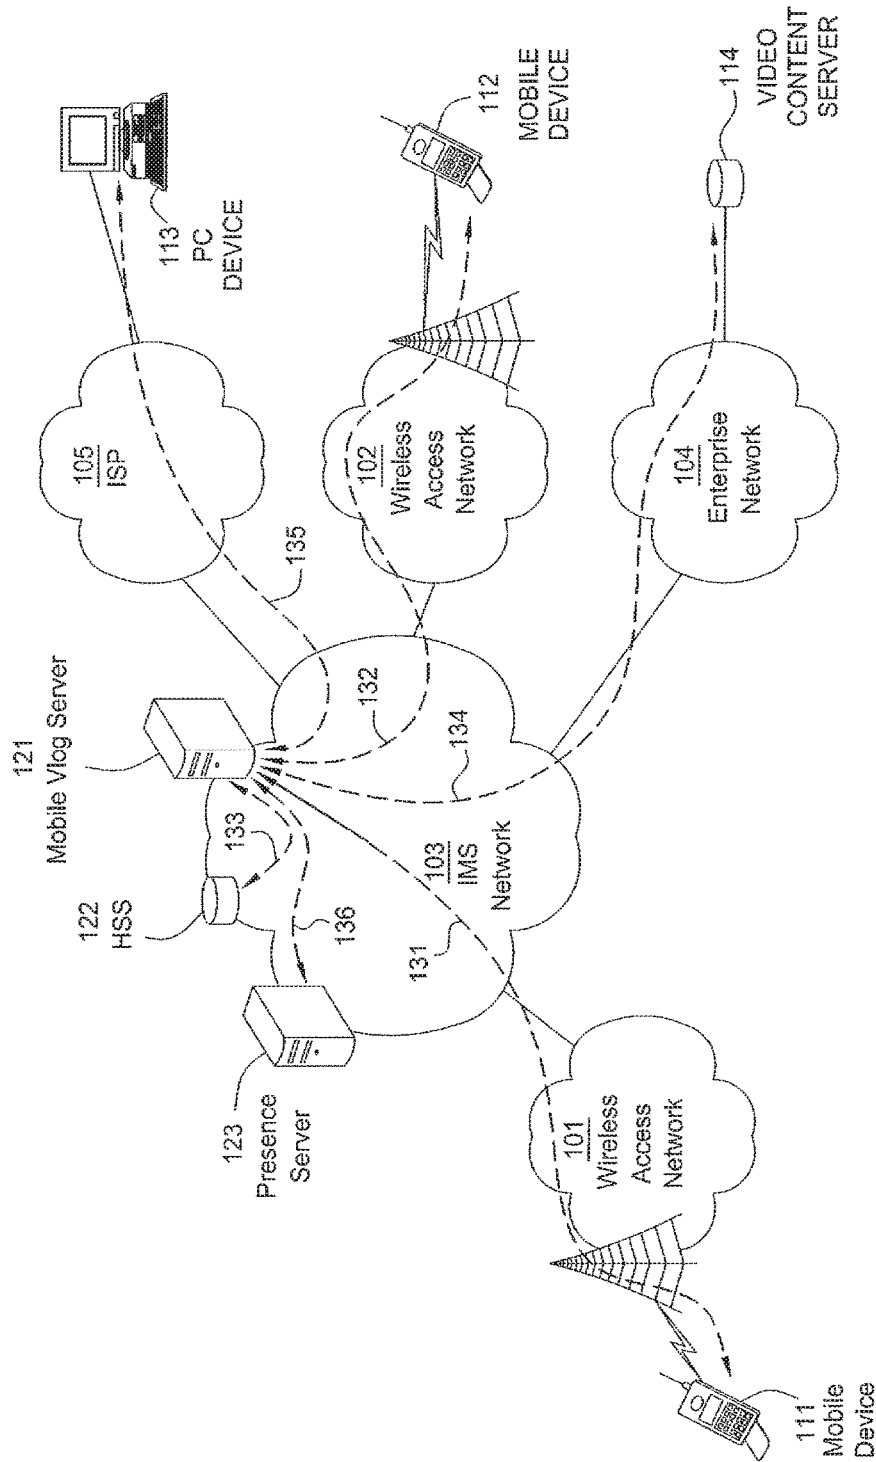 113
PC
DEVICE
112
MOBILE
DEVICE
114
VIDEO
CONTENT
SERVER
105
ISP
102
Wireless
Access
Network
104
Enterprise
Network
135
132
134
121
Mobile Vlog Server
133
122
HSS
136
103
IMS
Network
131
123
Presence
Server
101
Wireless
Access
Network
111
Mobile
Device